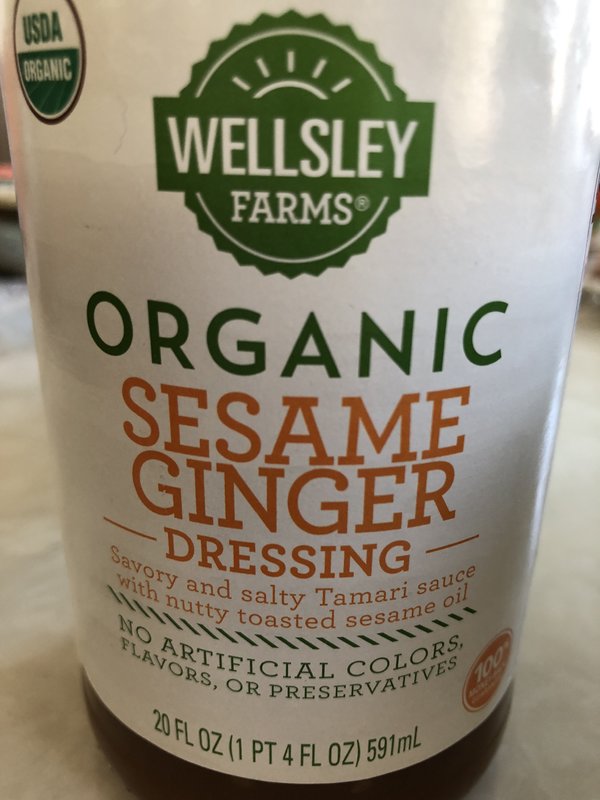 USDA
ORGANIC
WELLSLEY
FARMS®
ORGANIC
SESAME
GINGER
DRESSING
Savory and salty Tamari sauce
with nutty toasted sesame oil
NO ARTIFICIAL COLORS,
FLAVORS, OR PRESERVATIVES
100%
20 FL OZ (1 PT 4 FL OZ) 591mL